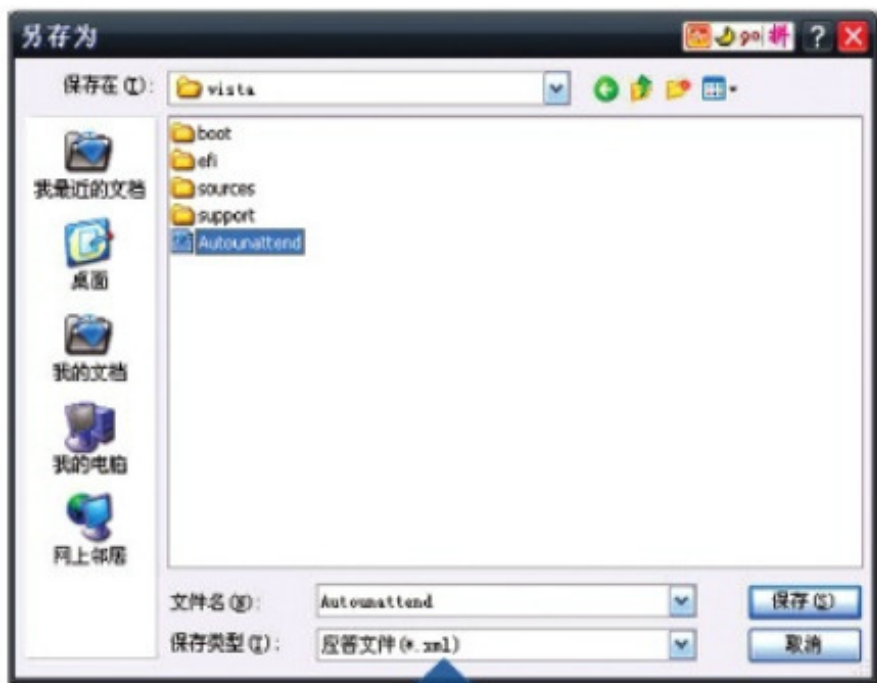 另存为
保存在(I):
vista
boot
efi
sources
support
Autounattend
我最近的文档
桌面
我的文档
我的电脑
网上邻居
文件名(N):
Autounattend
保存(S)
保存类型(T):
应答文件(*.xml)
取消